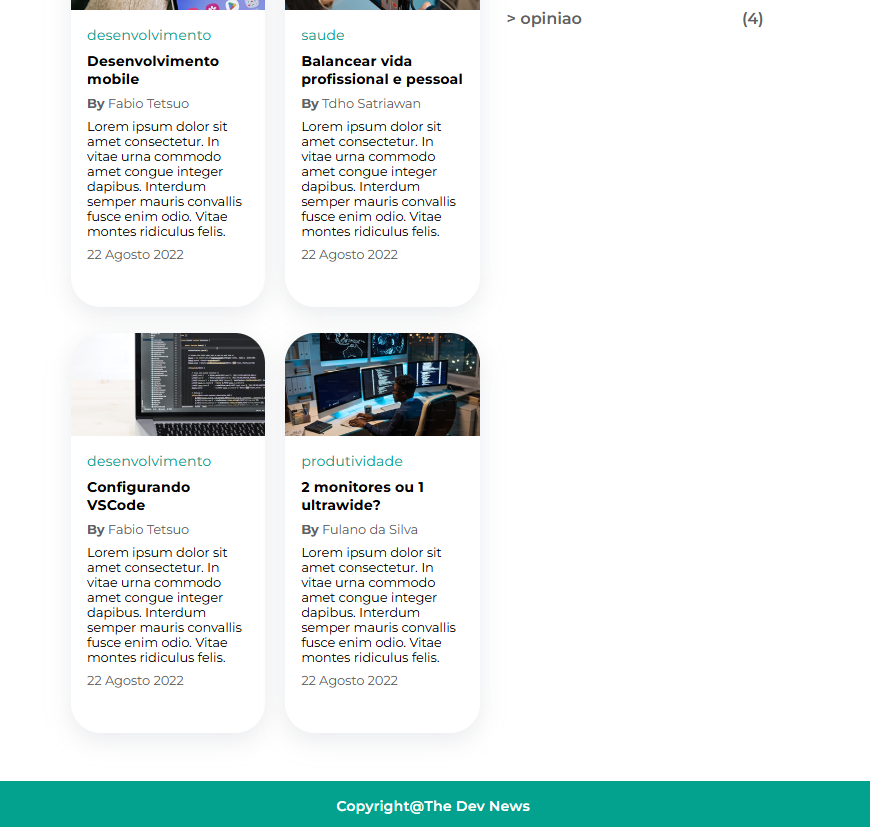 desenvolvimento
Desenvolvimento
mobile
By Fabio Tetsuo
Lorem ipsum dolor sit
amet consectetur. In
vitae urna commodo
amet congue integer
dapibus. Interdum
semper mauris convallis
fusce enim odio. Vitae
montes ridiculus felis.
22 Agosto 2022
saude
Balancear vida
profissional e pessoal
By Tdho Satriawan
Lorem ipsum dolor sit
amet consectetur. In
vitae urna commodo
amet congue integer
dapibus. Interdum
semper mauris convallis
fusce enim odio. Vitae
montes ridiculus felis.
22 Agosto 2022
> opiniao (4)
desenvolvimento
Configurando
VSCode
By Fabio Tetsuo
Lorem ipsum dolor sit
amet consectetur. In
vitae urna commodo
amet congue integer
dapibus. Interdum
semper mauris convallis
fusce enim odio. Vitae
montes ridiculus felis.
22 Agosto 2022
produtividade
2 monitores ou 1
ultrawide?
By Fulano da Silva
Lorem ipsum dolor sit
amet consectetur. In
vitae urna commodo
amet congue integer
dapibus. Interdum
semper mauris convallis
fusce enim odio. Vitae
montes ridiculus felis.
22 Agosto 2022
Copyright@The Dev News